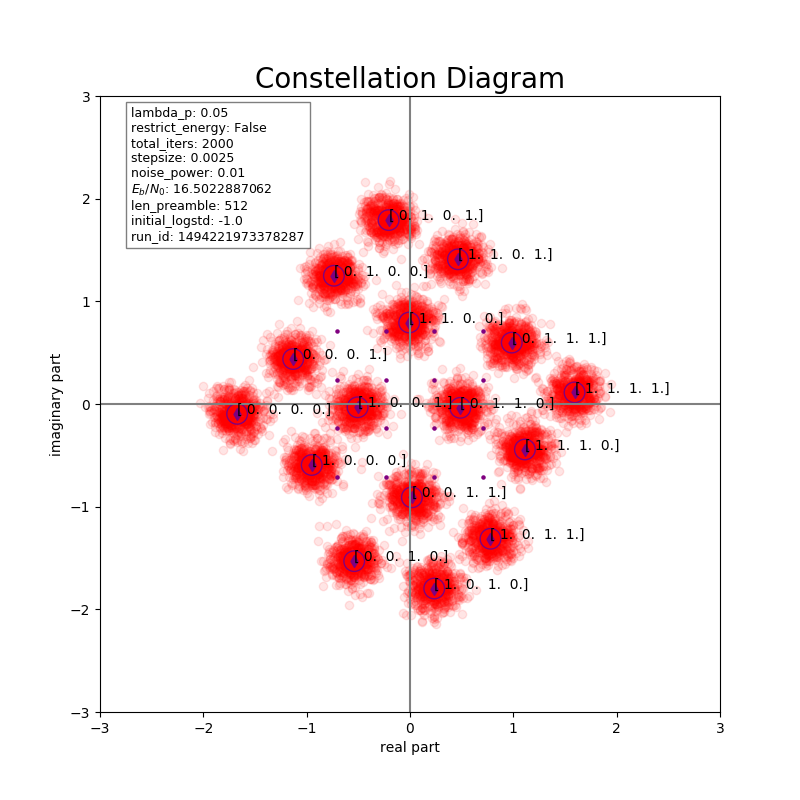 Constellation Diagram
lambda_p: 0.05
restrict_energy: False
total_iters: 2000
stepsize: 0.0025
noise_power: 0.01
E_b/N_0: 16.5022887062
len_preamble: 512
initial_logstd: -1.0
run_id: 1494221973378287
[ 0. 1. 0. 1.]
[ 1. 1. 0. 1.]
[ 0. 1. 0. 0.]
[ 1. 1. 0. 0.]
[ 0. 1. 1. 1.]
[ 0. 0. 0. 1.]
[ 1. 1. 1. 1.]
[ 0. 0. 0. 0.]
[ 1. 0. 0. 1.]
[ 0. 1. 1. 0.]
[ 1. 1. 1. 0.]
[ 1. 0. 0. 0.]
[ 0. 0. 1. 1.]
[ 1. 0. 1. 1.]
[ 0. 0. 1. 0.]
[ 1. 0. 1. 0.]
3
2
1
0
−1
−2
−3
imaginary part
−3 −2 −1 0 1 2 3
real part